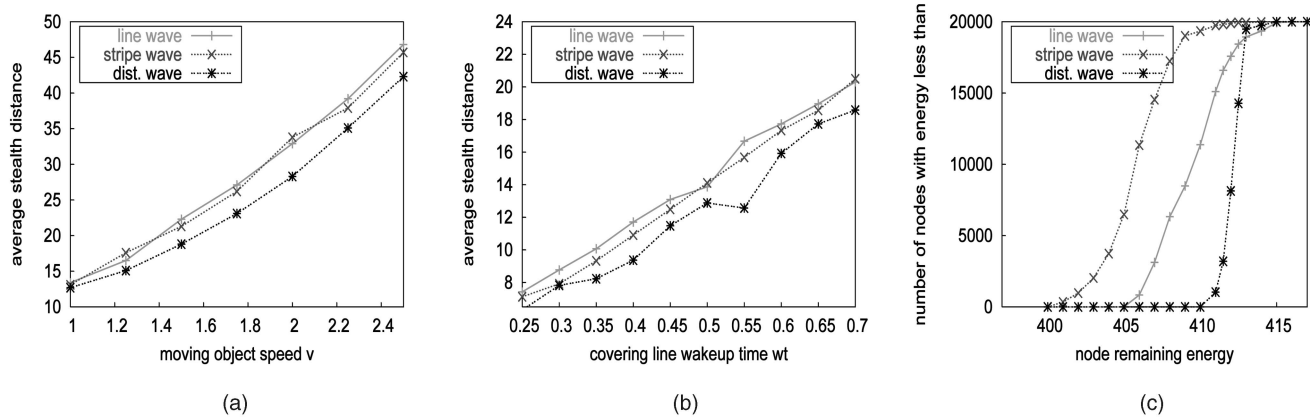 50
45
40
35
30
25
20
15
10
average stealth distance
line wave
stripe wave
dist. wave
1 1.2 1.4 1.6 1.8 2 2.2 2.4
moving object speed v
(a)
24
22
20
18
16
14
12
10
8
average stealth distance
line wave
stripe wave
dist. wave
0.25 0.3 0.35 0.4 0.45 0.5 0.55 0.6 0.65 0.7
covering line wakeup time wt
(b)
20000
15000
10000
5000
0
number of nodes with energy less than
line wave
stripe wave
dist. wave
400 405 410 415
node remaining energy
(c)